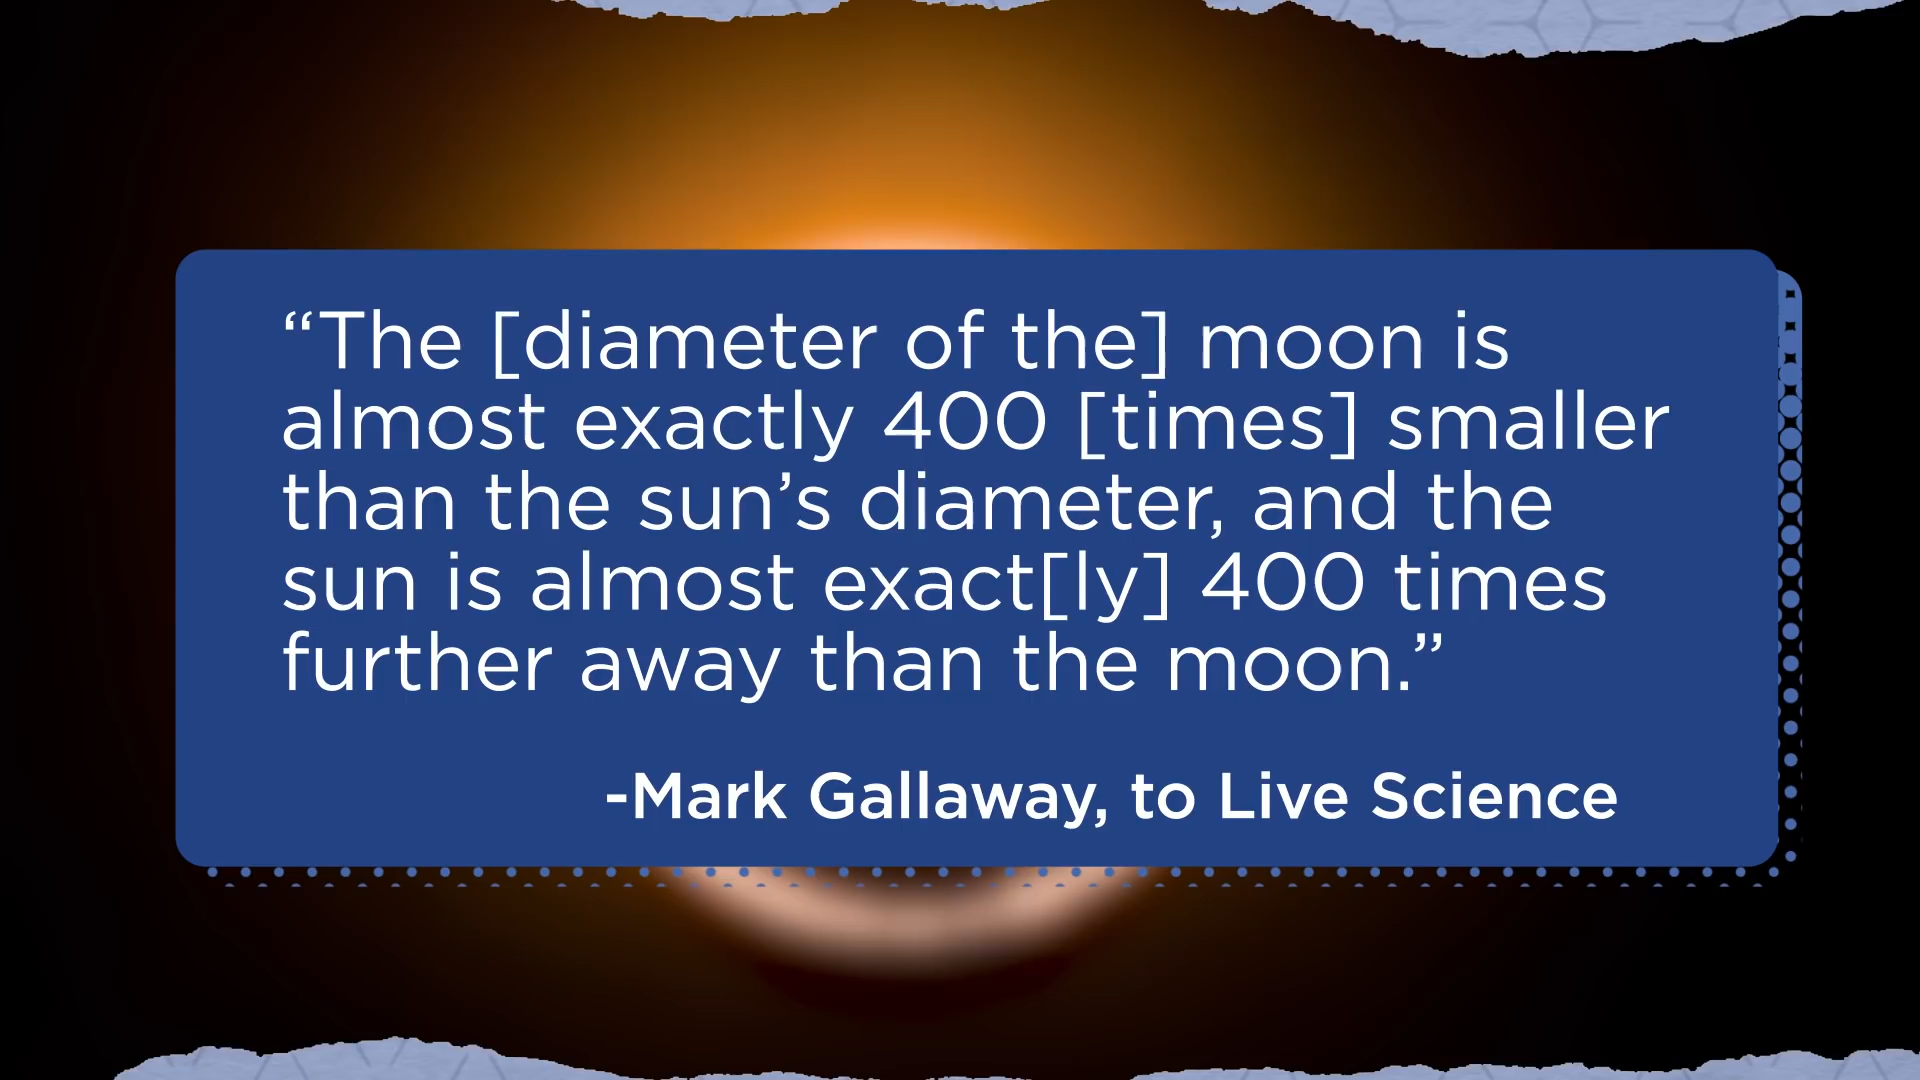 “The [diameter of the] moon is
almost exactly 400 [times] smaller
than the sun’s diameter, and the
sun is almost exact[ly] 400 times
further away than the moon.”
-Mark Gallaway, to Live Science